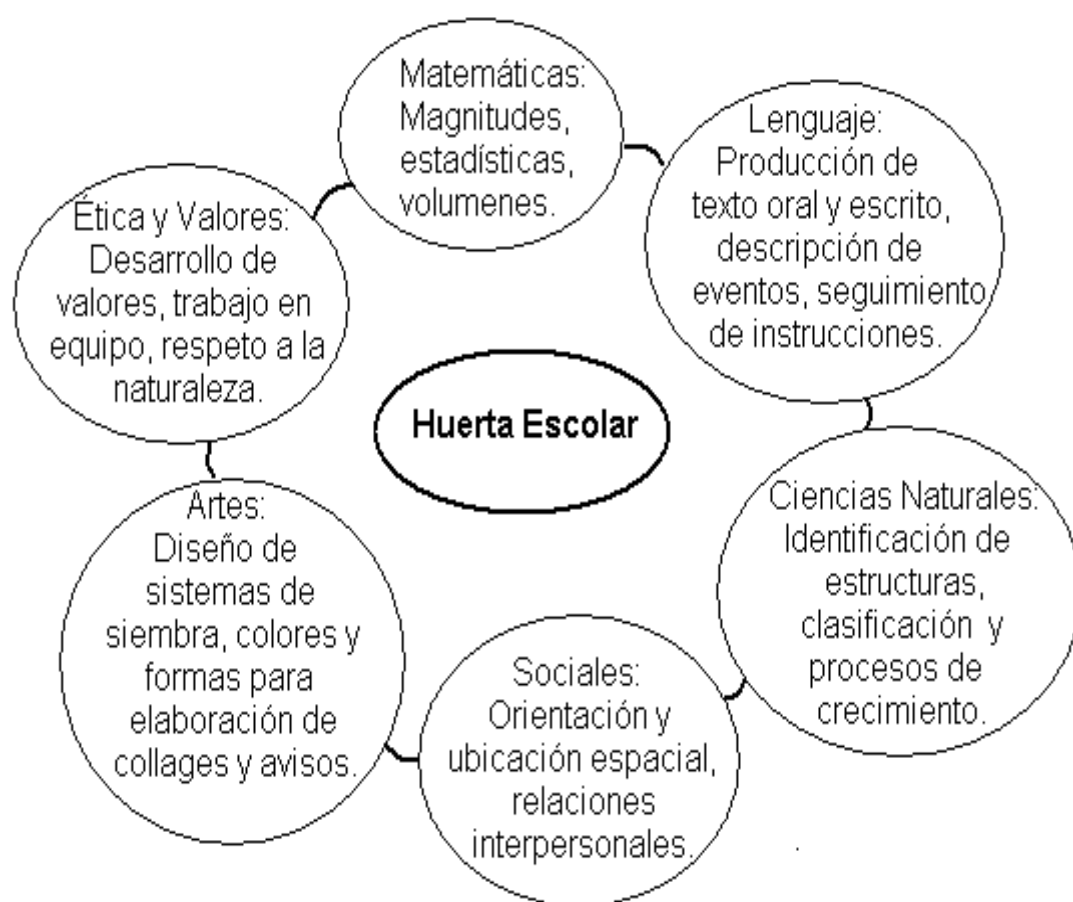 Matemáticas:
Magnitudes,
estadísticas,
volumenes.
Lenguaje:
Producción de
texto oral y escrito,
descripción de
eventos, seguimiento
de instrucciones.
Ciencias Naturales:
Identificación de
estructuras,
clasificación y
procesos de
crecimiento.
Sociales:
Orientación y
ubicación espacial,
relaciones
interpersonales.
Artes:
Diseño de
sistemas de
siembra, colores y
formas para
elaboración de
collages y avisos.
Ética y Valores:
Desarrollo de
valores, trabajo en
equipo, respeto a la
naturaleza.
Huerta Escolar